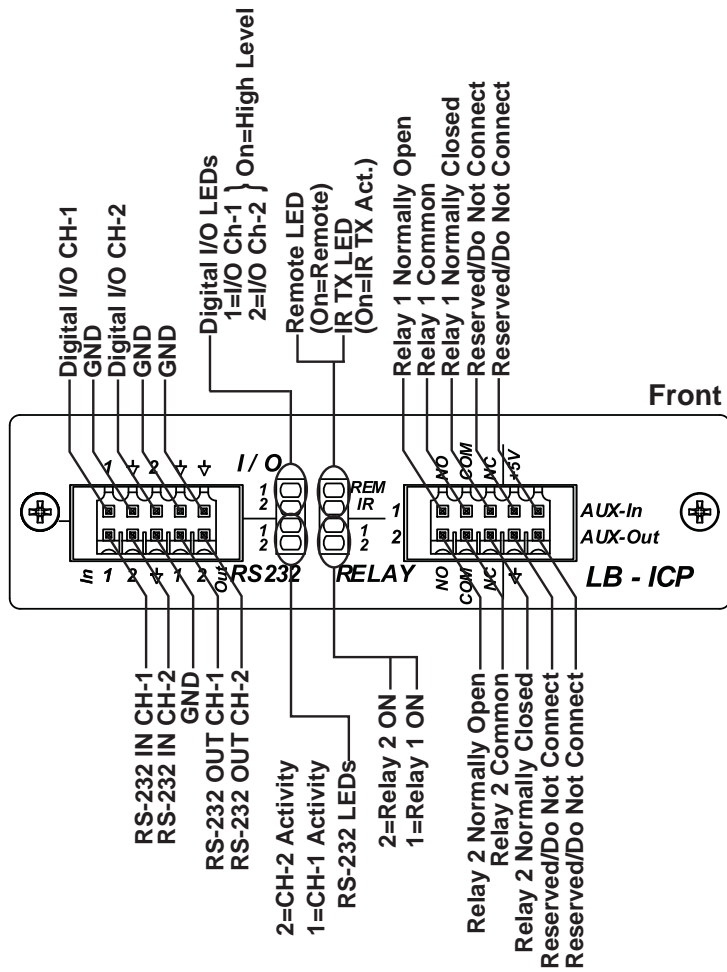 Digital I/O CH-1
GND
Digital I/O CH-2
GND
GND
Digital I/O LEDs
1=I/O Ch-1
2=I/O Ch-2
} On=High Level
Remote LED
(On=Remote)
IR TX LED
(On=IR TX Act.)
Relay 1 Normally Open
Relay 1 Common
Relay 1 Normally Closed
Reserved/Do Not Connect
Reserved/Do Not Connect
Front
1 2
I / O
1
2
1
2
REM
IR
1
2
NO COM NC +5V
1 AUX-In
2 AUX-Out
In 1 2 1 2 Out
RS232
RELAY
NO COM NC
LB - ICP
RS-232 IN CH-1
RS-232 IN CH-2
GND
RS-232 OUT CH-1
RS-232 OUT CH-2
2=CH-2 Activity
1=CH-1 Activity
RS-232 LEDs
2=Relay 2 ON
1=Relay 1 ON
Relay 2 Normally Open
Relay 2 Common
Relay 2 Normally Closed
Reserved/Do Not Connect
Reserved/Do Not Connect